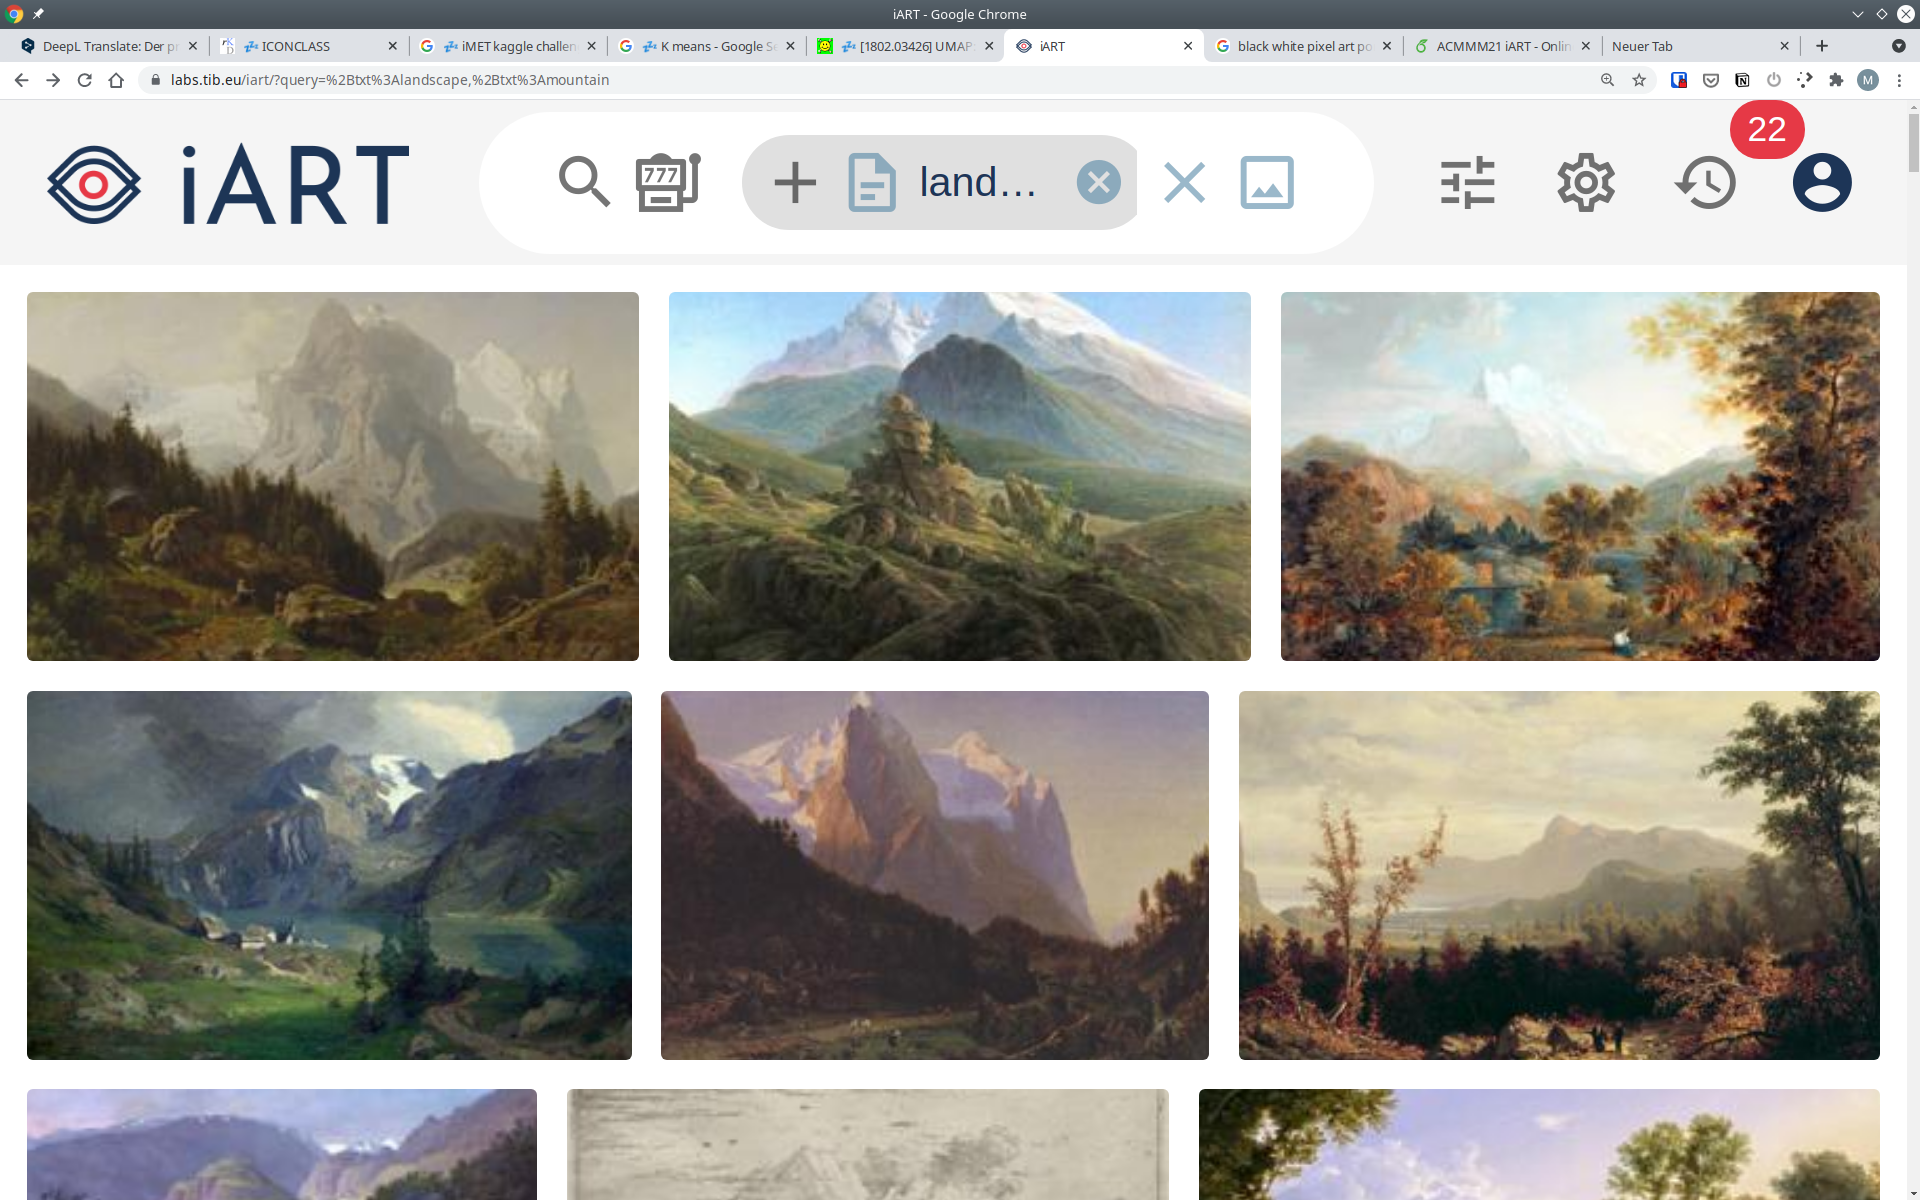 iART - Google Chrome
DeepL Translate: Der pr
ICONCLASS
iMET kaggle challen
K means - Google Se
[1802.03426] UMAP:
iART
black white pixel art po
ACMMM21 iART - Onlin
Neuer Tab
labs.tib.eu/iart/?query=%2Btxt%3Alandscape,%2Btxt%3Amountain
M
iART
777
land...
22